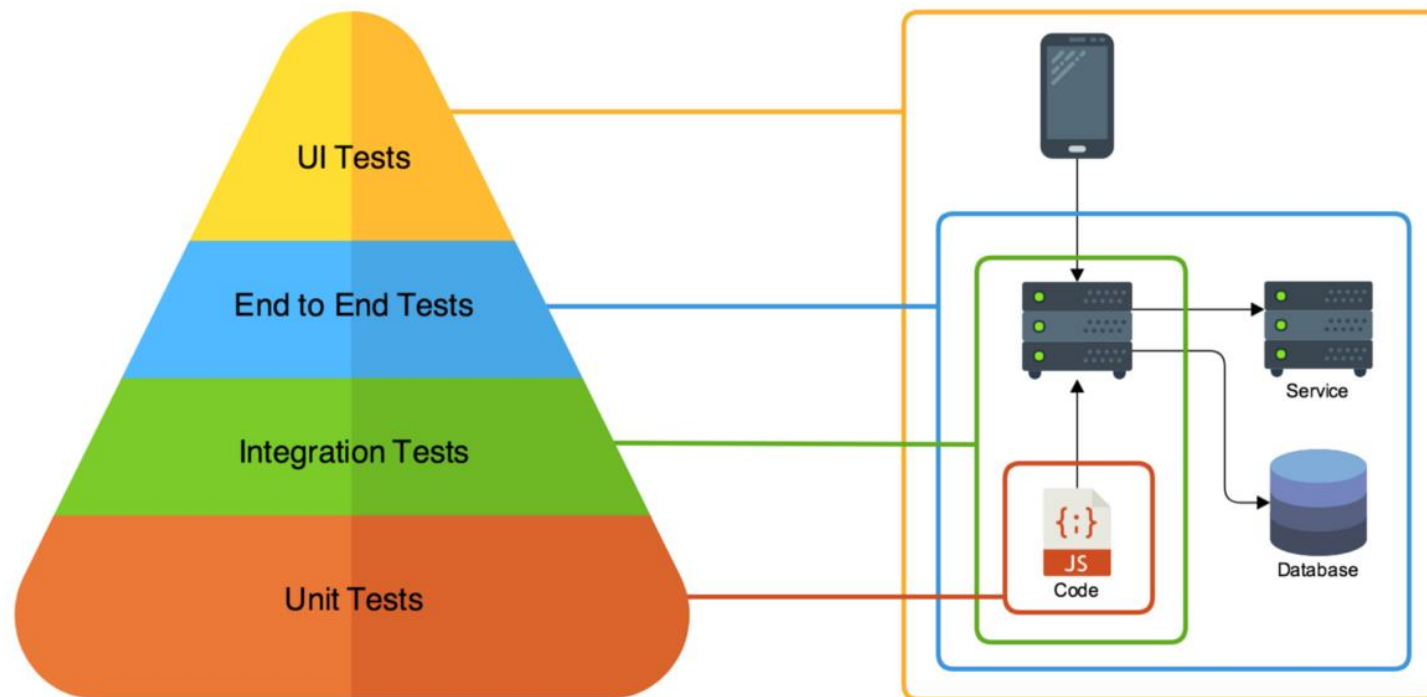 UI Tests
End to End Tests
Integration Tests
Unit Tests
Service
Database
{;}
JS
Code